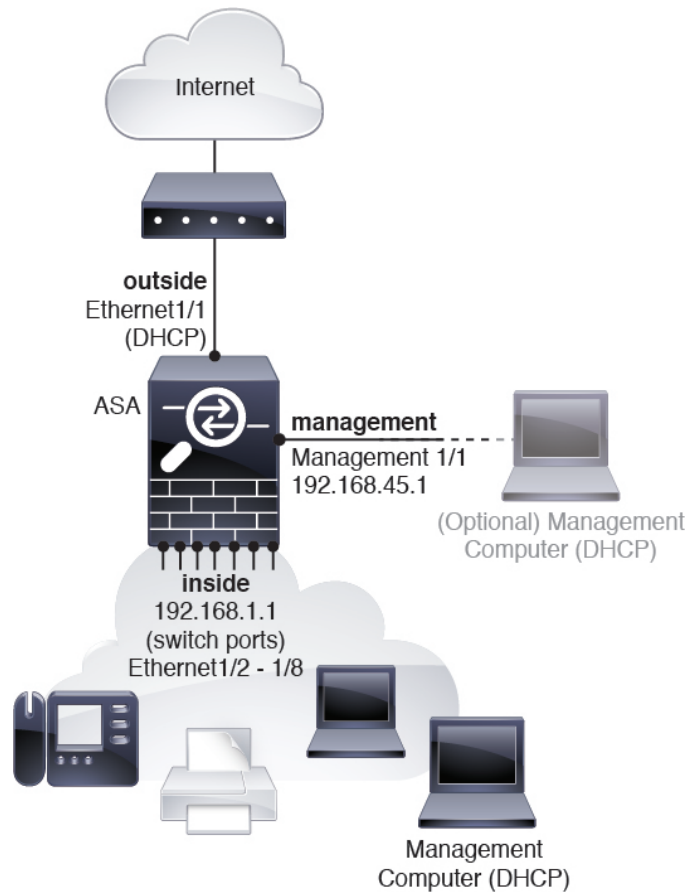 Internet
outside
Ethernet1/1
(DHCP)
ASA
management
Management 1/1
192.168.45.1
(Optional) Management
Computer (DHCP)
inside
192.168.1.1
(switch ports)
Ethernet1/2 - 1/8
Management
Computer (DHCP)